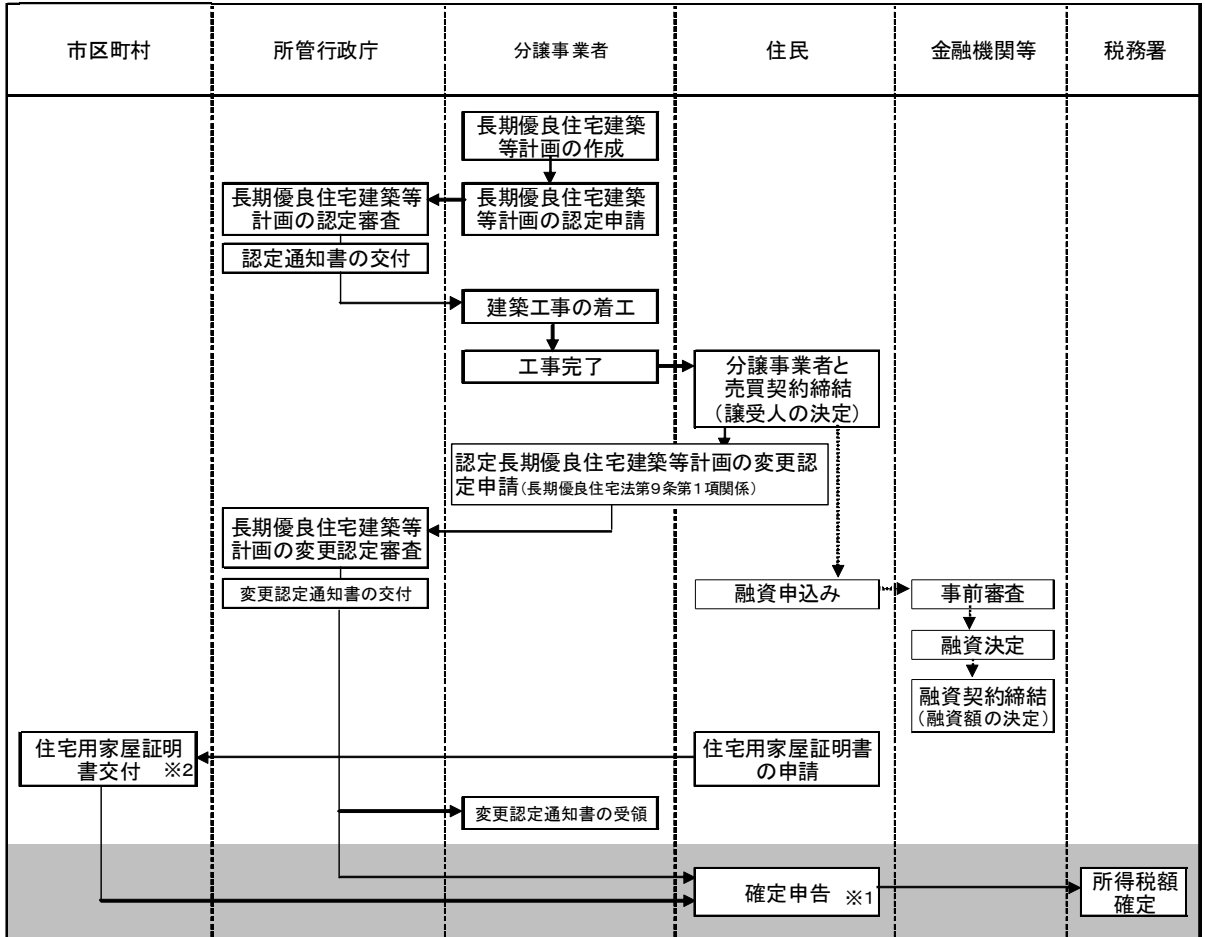 市区町村
所管行政庁
分譲事業者
住民
金融機関等
税務署
長期優良住宅建築
等計画の作成
長期優良住宅建築等
計画の認定審査
長期優良住宅建築
等計画の認定申請
認定通知書の交付
建築工事の着工
工事完了
分譲事業者と
売買契約締結
(譲受人の決定)
認定長期優良住宅建築等計画の変更認
定申請(長期優良住宅法第9条第1項関係)
長期優良住宅建築等
計画の変更認定審査
変更認定通知書の交付
融資申込み
事前審査
融資決定
融資契約締結
(融資額の決定)
住宅用家屋証明
書交付 ※2
住宅用家屋証明書
の申請
変更認定通知書の受領
確定申告 ※1
所得税額
確定